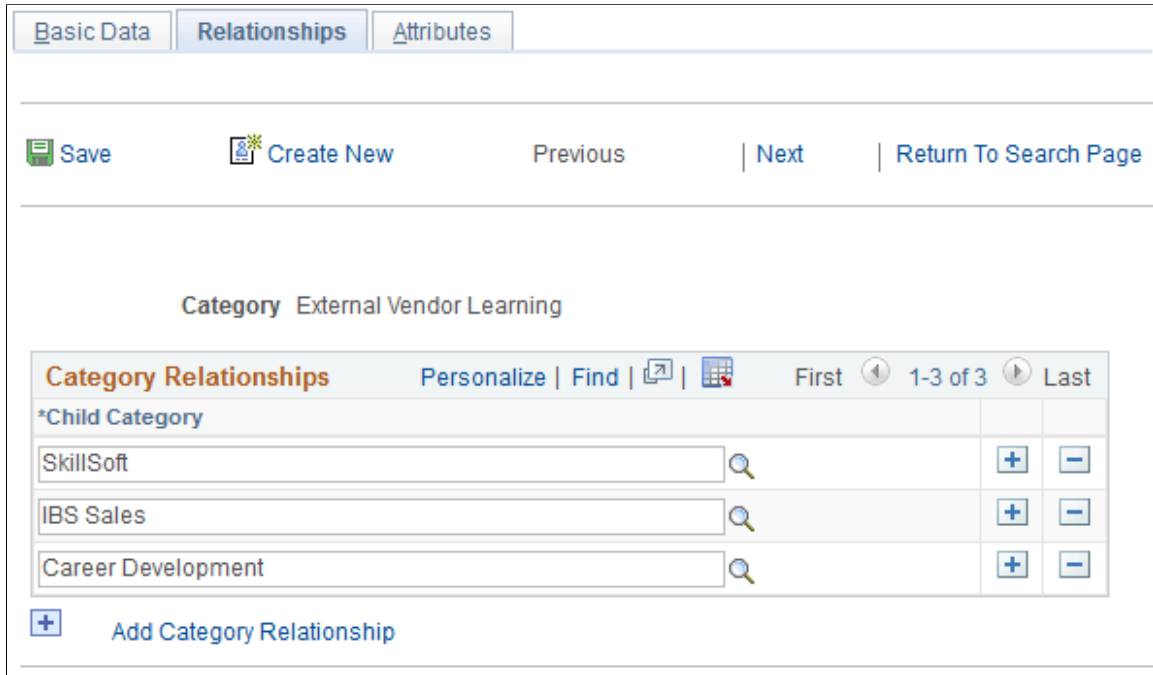 Basic Data Relationships Attributes
Save Create New Previous | Next | Return To Search Page
Category External Vendor Learning
Category Relationships Personalize | Find | | First 1-3 of 3 Last
*Child Category
SkillSoft
IBS Sales
Career Development
Add Category Relationship